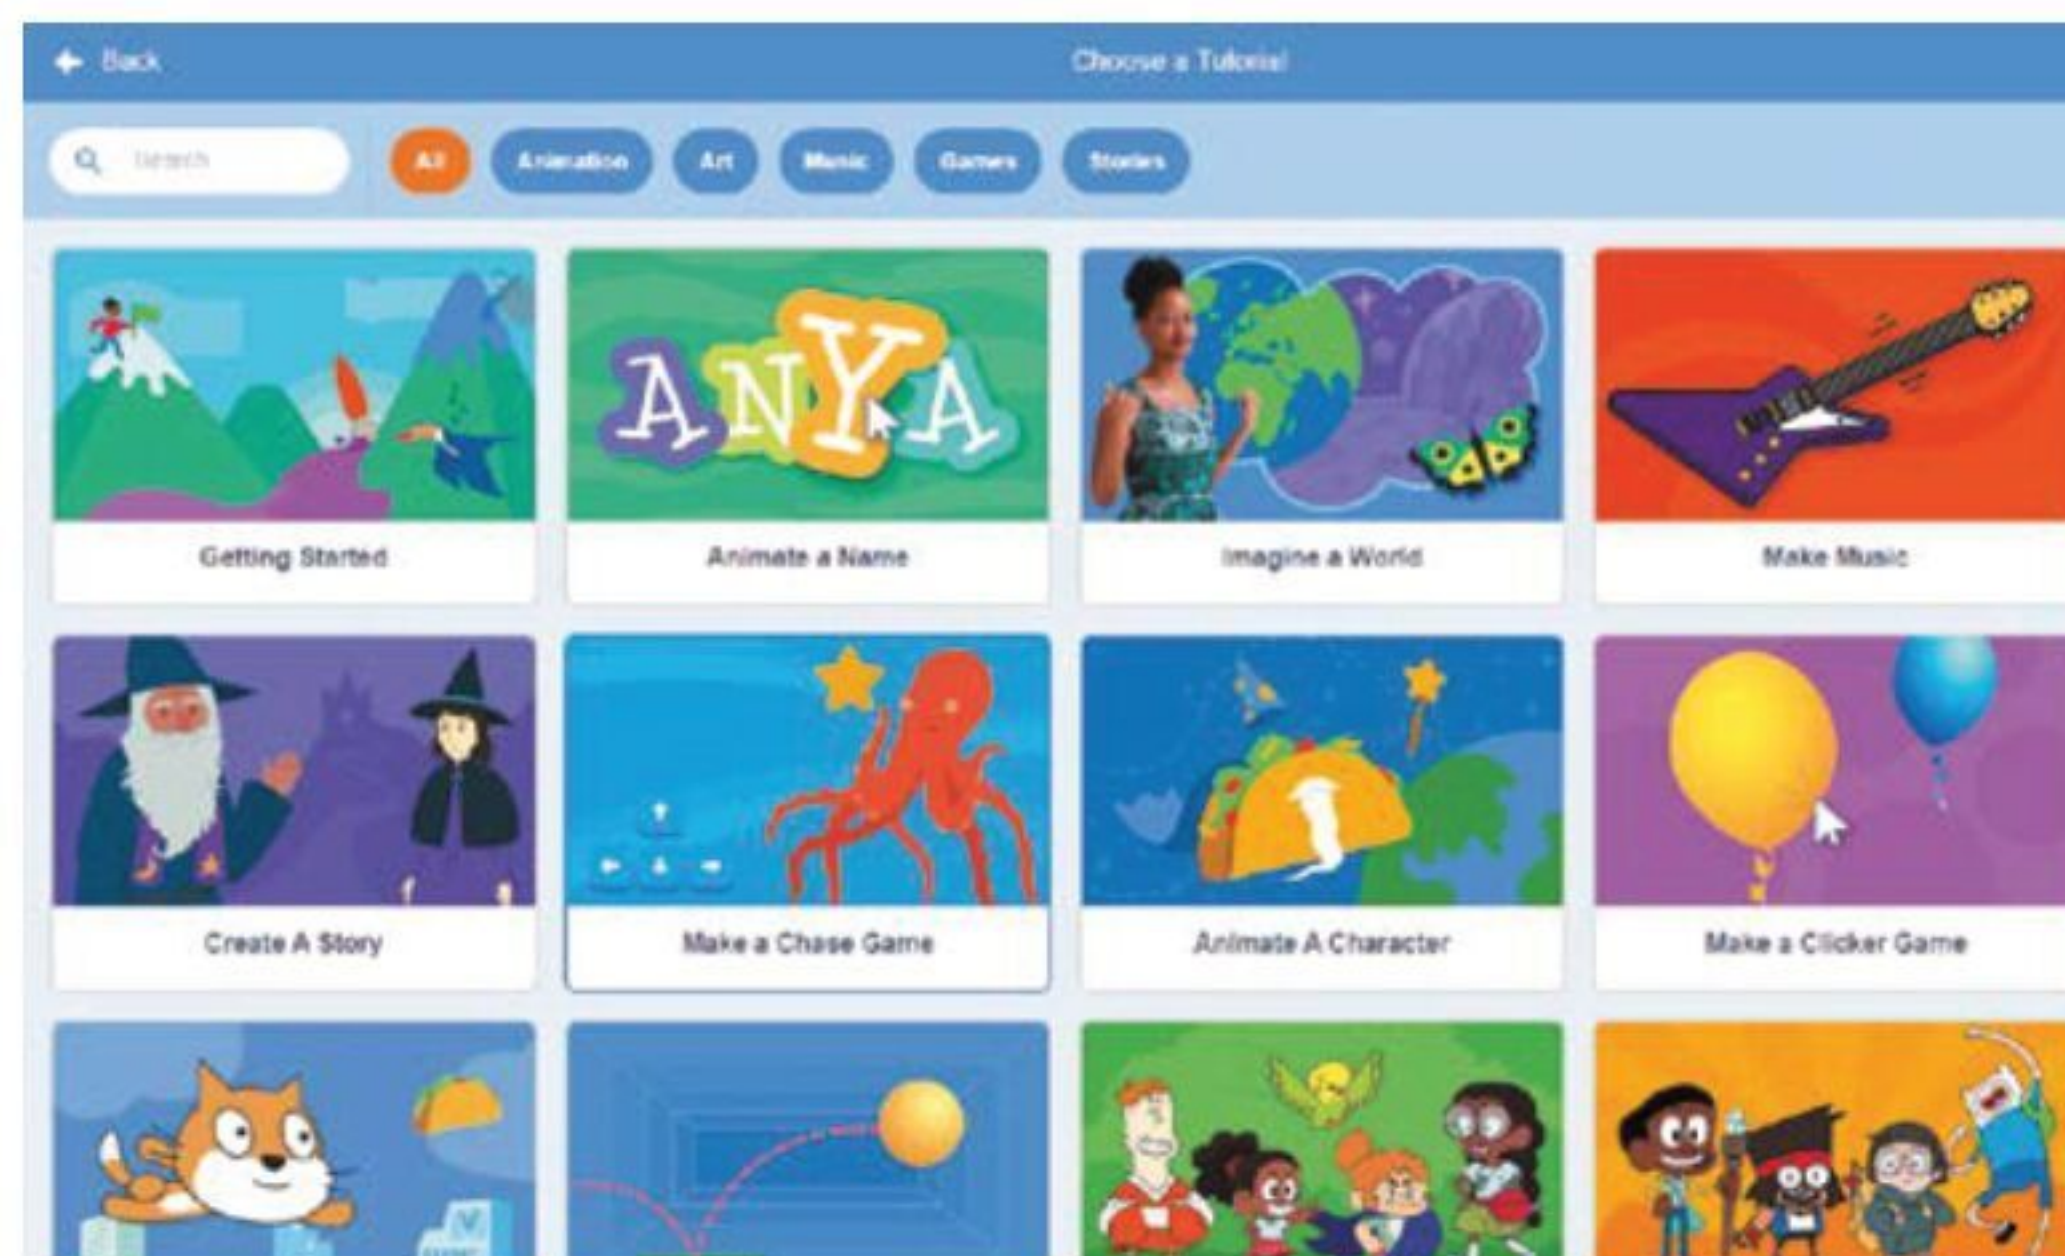 Back
Choose a Tutorial
Search
All
Animation
Art
Music
Games
Stories
ANYA
Getting Started
Animate a Name
Imagine a World
Make Music
Create A Story
Make a Chase Game
Animate A Character
Make a Clicker Game